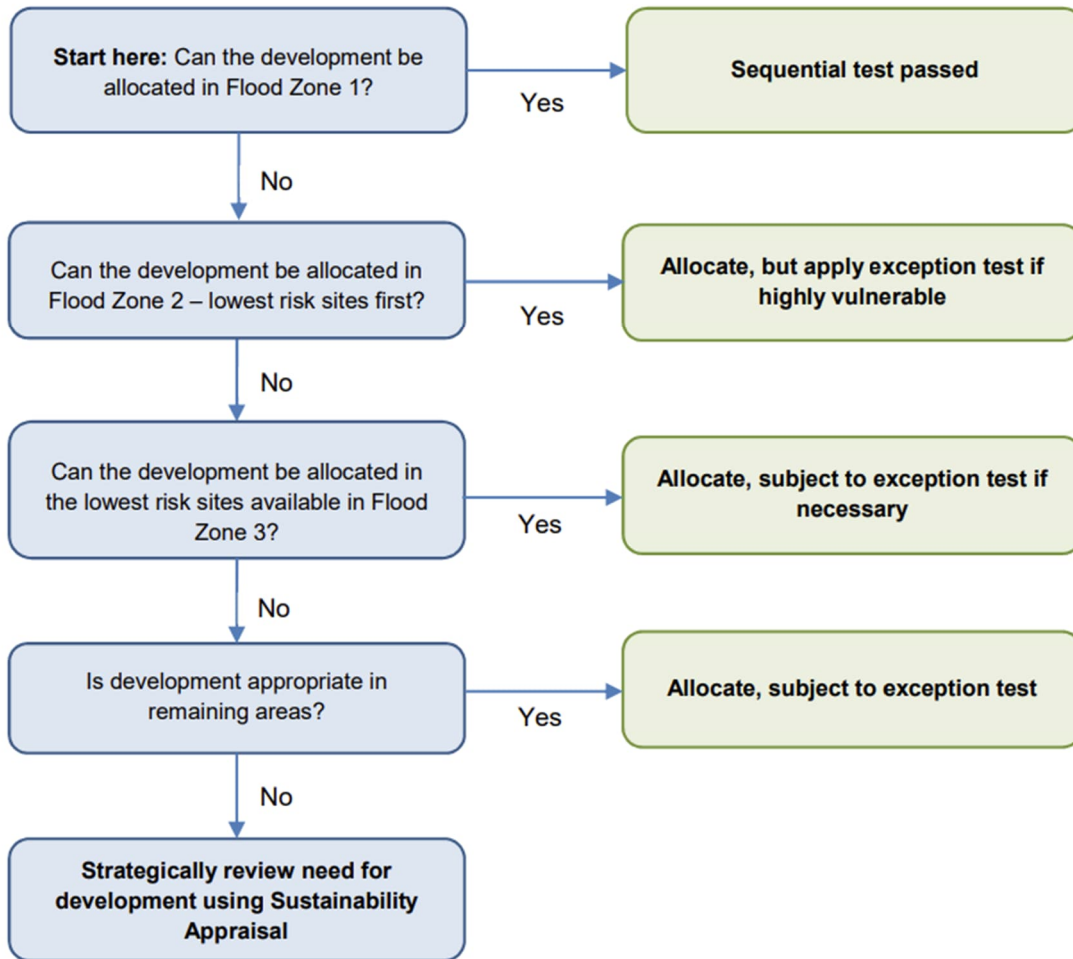 Start here: Can the development be
allocated in Flood Zone 1?
Yes
Sequential test passed
No
Can the development be allocated in
Flood Zone 2 – lowest risk sites first?
Yes
Allocate, but apply exception test if
highly vulnerable
No
Can the development be allocated in
the lowest risk sites available in Flood
Zone 3?
Yes
Allocate, subject to exception test if
necessary
No
Is development appropriate in
remaining areas?
Yes
Allocate, subject to exception test
No
Strategically review need for
development using Sustainability
Appraisal